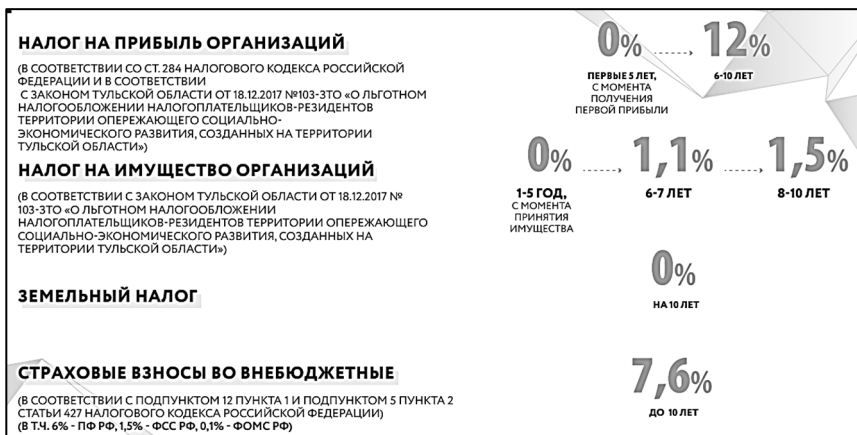 НАЛОГ НА ПРИБЫЛЬ ОРГАНИЗАЦИЙ
(В СООТВЕТСТВИИ СО СТ. 284 НАЛОГОВОГО КОДЕКСА РОССИЙСКОЙ
ФЕДЕРАЦИИ И В СООТВЕТСТВИИ
С ЗАКОНОМ ТУЛЬСКОЙ ОБЛАСТИ ОТ 18.12.2017 №103-ЗТО «О ЛЬГОТНОМ
НАЛОГООБЛОЖЕНИИ НАЛОГОПЛАТЕЛЬЩИКОВ-РЕЗИДЕНТОВ
ТЕРРИТОРИИ ОПЕРЕЖАЮЩЕГО СОЦИАЛЬНО-
ЭКОНОМИЧЕСКОГО РАЗВИТИЯ, СОЗДАННЫХ НА ТЕРРИТОРИИ
ТУЛЬСКОЙ ОБЛАСТИ»)
0% 12%
ПЕРВЫЕ 5 ЛЕТ, 6-10 ЛЕТ
С МОМЕНТА
ПОЛУЧЕНИЯ
ПЕРВОЙ ПРИБЫЛИ
НАЛОГ НА ИМУЩЕСТВО ОРГАНИЗАЦИЙ
(В СООТВЕТСТВИИ С ЗАКОНОМ ТУЛЬСКОЙ ОБЛАСТИ ОТ 18.12.2017 №
103-ЗТО «О ЛЬГОТНОМ НАЛОГООБЛОЖЕНИИ
НАЛОГОПЛАТЕЛЬЩИКОВ-РЕЗИДЕНТОВ ТЕРРИТОРИИ ОПЕРЕЖАЮЩЕГО
СОЦИАЛЬНО-ЭКОНОМИЧЕСКОГО РАЗВИТИЯ, СОЗДАННЫХ НА
ТЕРРИТОРИИ ТУЛЬСКОЙ ОБЛАСТИ»)
0% 1,1% 1,5%
1-5 ГОД, 6-7 ЛЕТ 8-10 ЛЕТ
С МОМЕНТА
ПРИНЯТИЯ
ИМУЩЕСТВА
ЗЕМЕЛЬНЫЙ НАЛОГ
0%
НА 10 ЛЕТ
СТРАХОВЫЕ ВЗНОСЫ ВО ВНЕБЮДЖЕТНЫЕ
(В СООТВЕТСТВИИ С ПОДПУНКТОМ 12 ПУНКТА 1 И ПОДПУНКТОМ 5 ПУНКТА 2
СТАТЬИ 427 НАЛОГОВОГО КОДЕКСА РОССИЙСКОЙ ФЕДЕРАЦИИ)
(В Т.Ч. 6% - ПФ РФ, 1,5% - ФСС РФ, 0,1% - ФОМС РФ)
7,6%
ДО 10 ЛЕТ